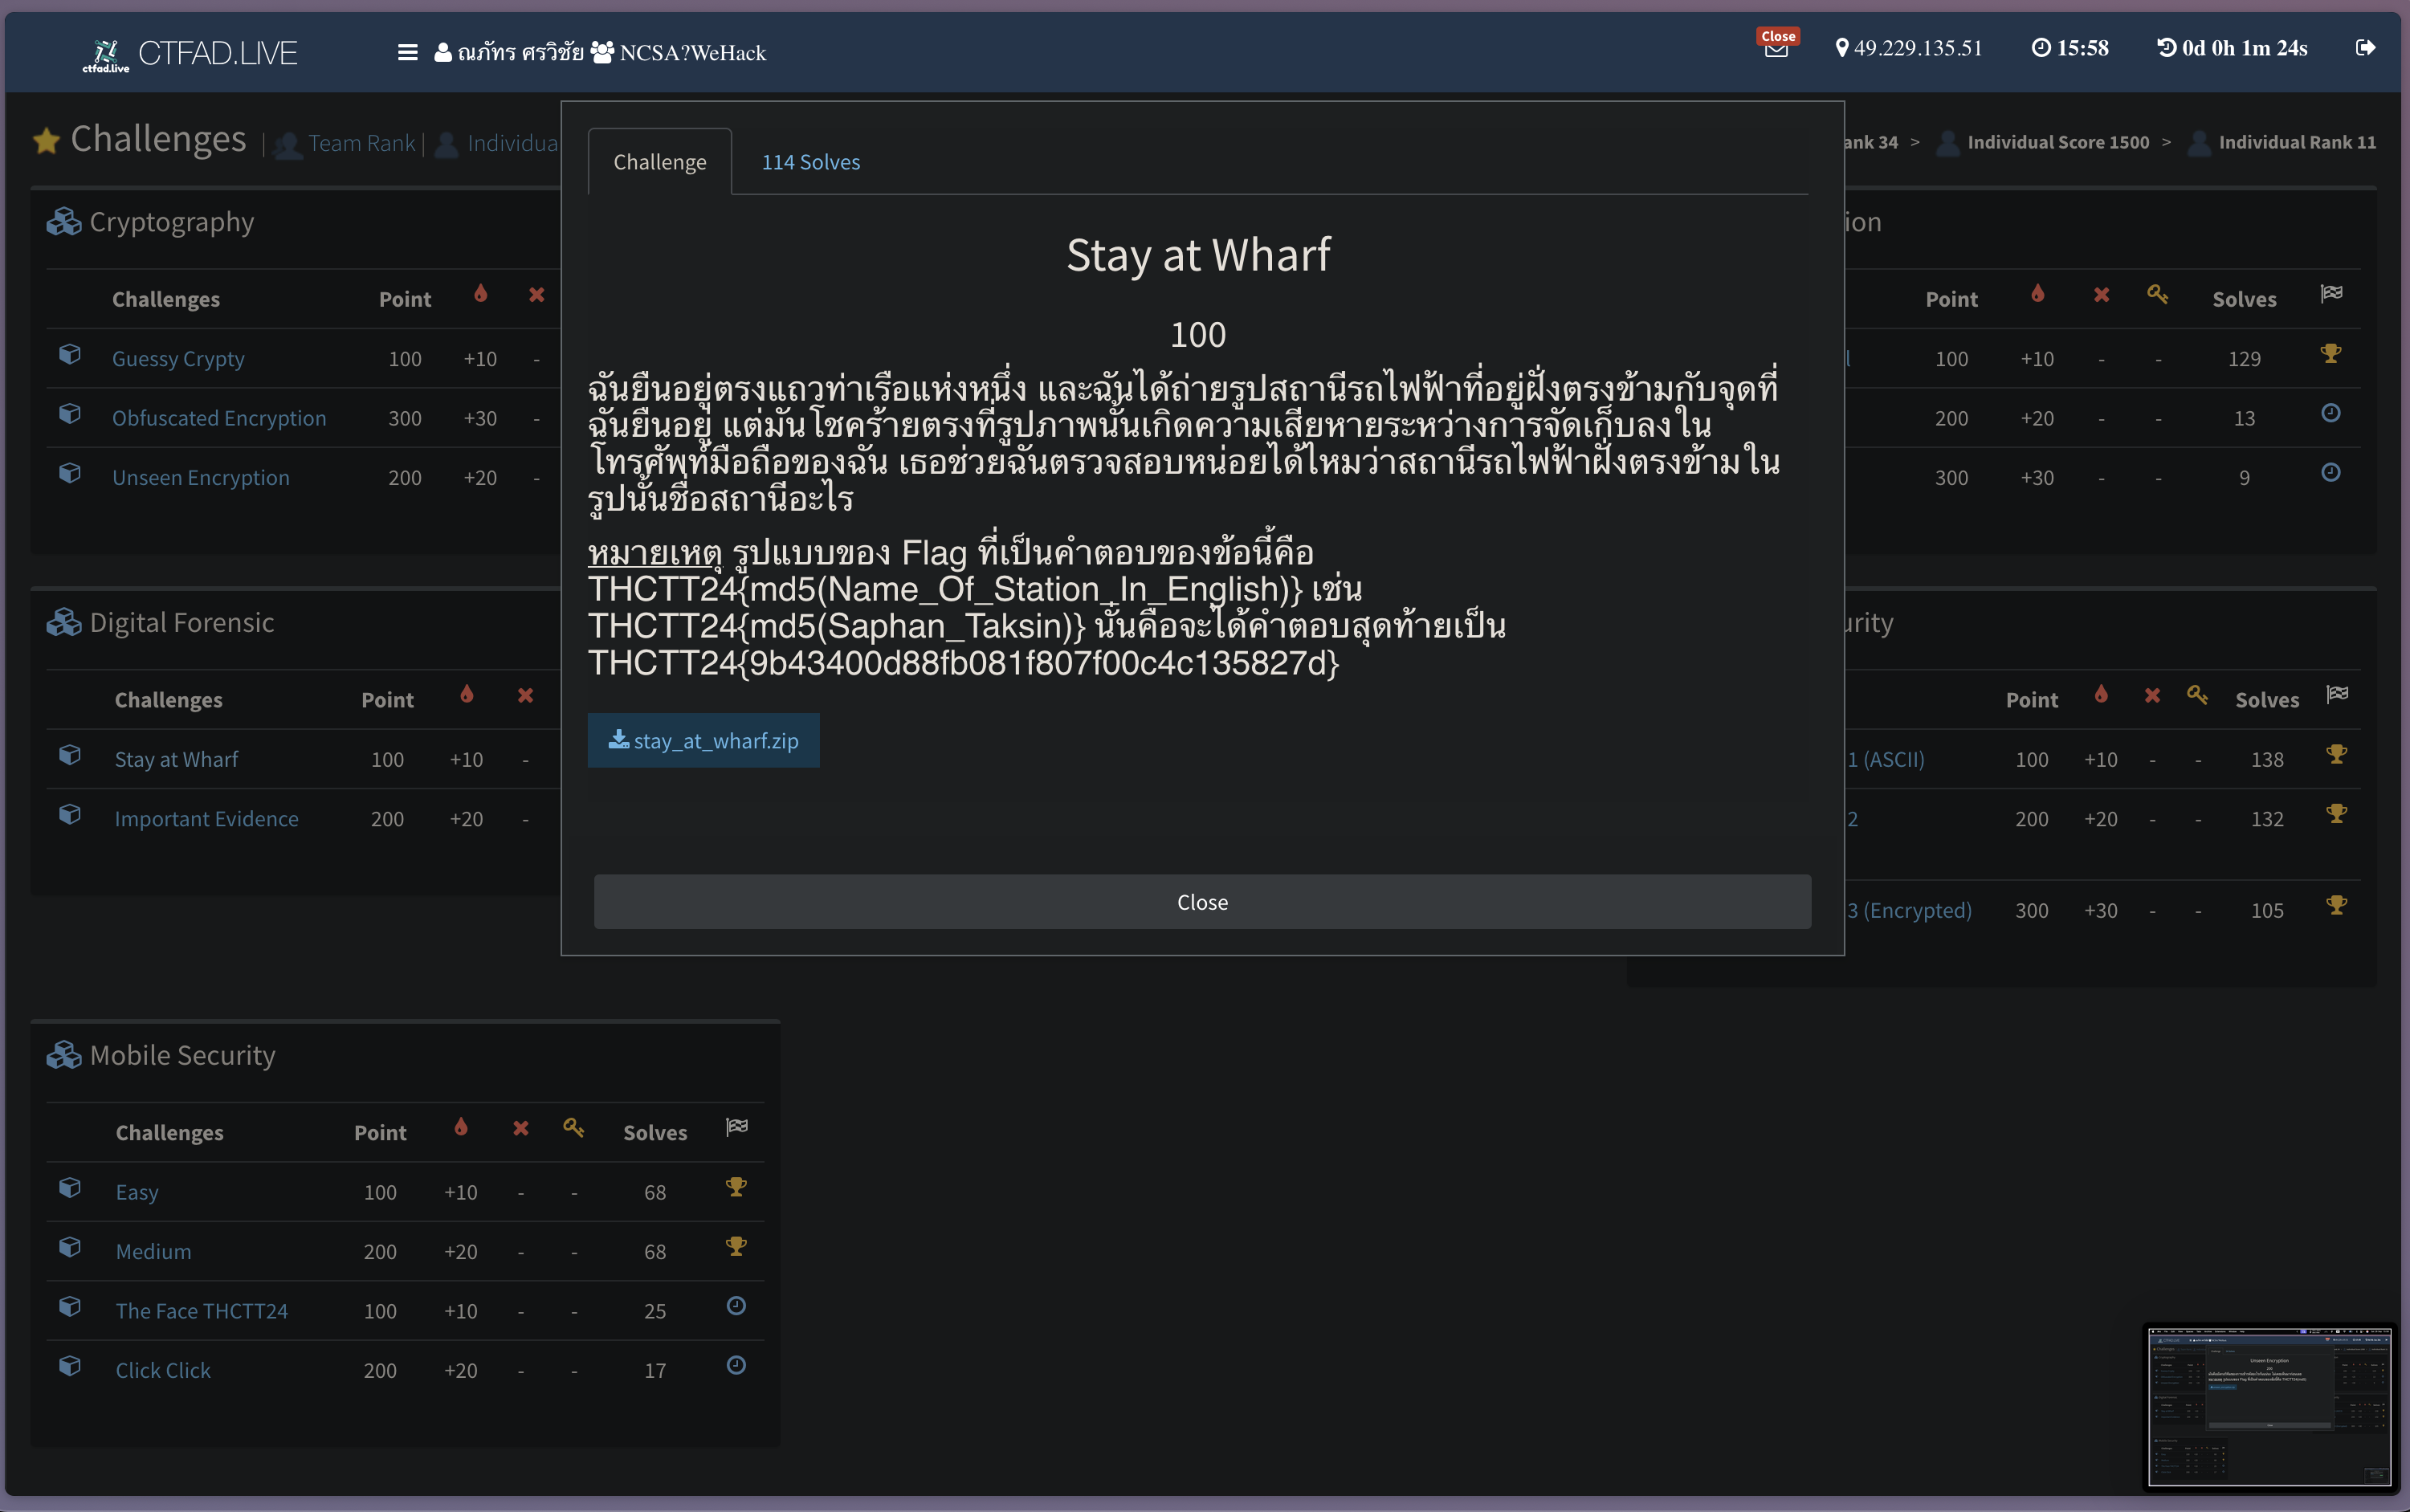 ctfad.live CTFAD.LIVE ณภัทร ศรวิชัย NCSA?WeHack Close 49.229.135.51 15:58 0d 0h 1m 24s
Challenges | Team Rank | Individua
ank 34 > Individual Score 1500 > Individual Rank 11
Cryptography
Challenges Point
Guessy Crypty 100 +10 -
Obfuscated Encryption 300 +30 -
Unseen Encryption 200 +20 -
Digital Forensic
Challenges Point
Stay at Wharf 100 +10 -
Important Evidence 200 +20 -
Challenge 114 Solves
Stay at Wharf
100
ฉันยืนอยู่ตรงแถวท่าเรือแห่งหนึ่ง และฉันได้ถ่ายรูปสถานีรถไฟฟ้าที่อยู่ฝั่งตรงข้ามกับจุดที่
ฉันยืนอยู่ แต่มันโชคร้ายตรงที่รูปภาพนั้นเกิดความเสียหายระหว่างการจัดเก็บลงใน
โทรศัพท์มือถือของฉัน เธอช่วยฉันตรวจสอบหน่อยได้ไหมว่าสถานีรถไฟฟ้าฝั่งตรงข้ามใน
รูปนั้นชื่อสถานีอะไร
หมายเหตุ รูปแบบของ Flag ที่เป็นคำตอบของข้อนี้คือ
THCTT24{md5(Name_Of_Station_In_English)} เช่น
THCTT24{md5(Saphan_Taksin)} นั่นคือจะได้คำตอบสุดท้ายเป็น
THCTT24{9b43400d88fb081f807f00c4c135827d}
stay_at_wharf.zip
Close
ion
Point Solves
l 100 +10 - - 129
200 +20 - - 13
300 +30 - - 9
urity
Point Solves
1 (ASCII) 100 +10 - - 138
2 200 +20 - - 132
3 (Encrypted) 300 +30 - - 105
Mobile Security
Challenges Point Solves
Easy 100 +10 - - 68
Medium 200 +20 - - 68
The Face THCTT24 100 +10 - - 25
Click Click 200 +20 - - 17